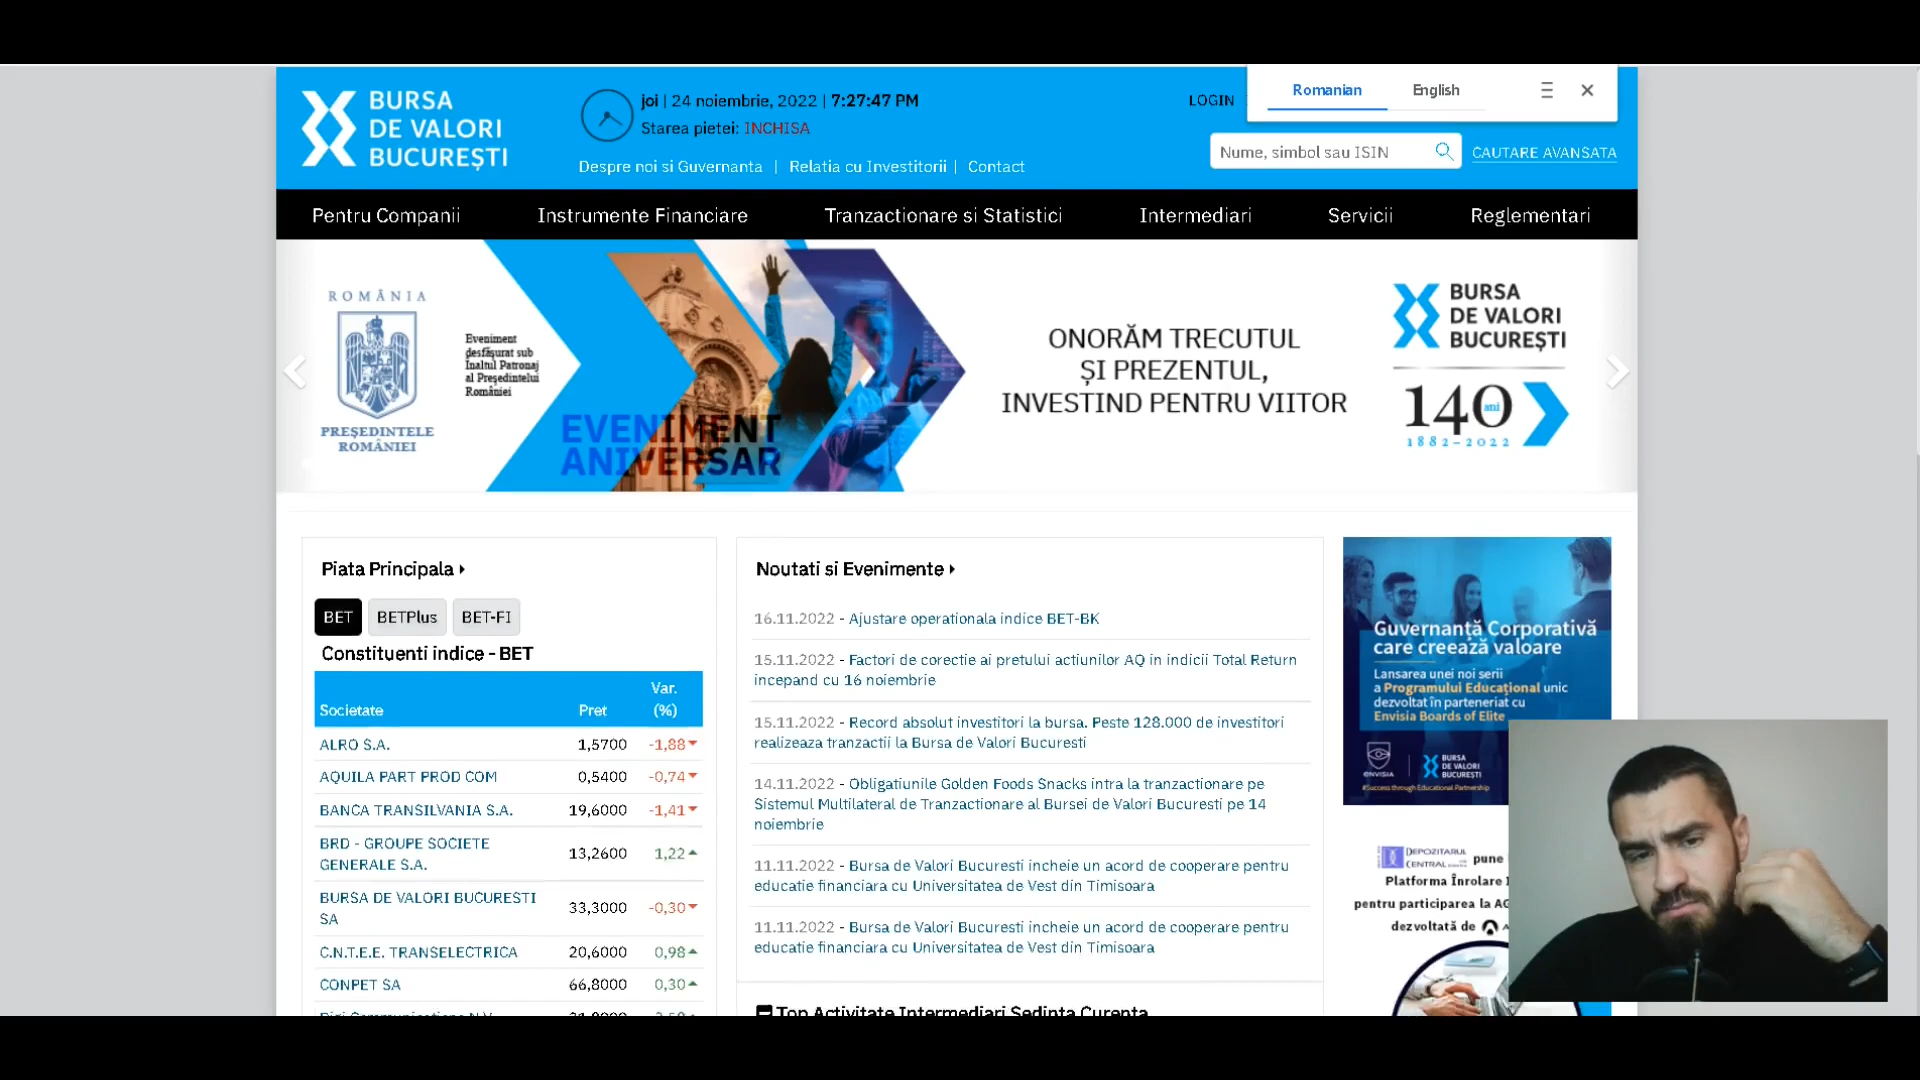 BURSA
DE VALORI
BUCUREȘTI
joi | 24 noiembrie, 2022 | 7:27:47 PM
Starea pietei: INCHISA
Despre noi si Guvernanta | Relatia cu Investitorii | Contact
LOGIN
Romanian English
Nume, simbol sau ISIN
CAUTARE AVANSATA
Pentru Companii Instrumente Financiare Tranzactionare si Statistici Intermediari Servicii Reglementari
ROMÂNIA
PREȘEDINTELE
ROMÂNIEI
Eveniment
desfășurat sub
Înaltul Patronaj
al Președintelui
României
EVENIMENT
ANIVERSAR
ONORĂM TRECUTUL
ȘI PREZENTUL,
INVESTIND PENTRU VIITOR
BURSA
DE VALORI
BUCUREȘTI
140 ani
1882-2022
Piata Principala
BET BETPlus BET-FI
Constituenti indice - BET
Societate Pret Var. (%)
ALRO S.A. 1,5700 -1,88
AQUILA PART PROD COM 0,5400 -0,74
BANCA TRANSILVANIA S.A. 19,6000 -1,41
BRD - GROUPE SOCIETE
GENERALE S.A. 13,2600 1,22
BURSA DE VALORI BUCURESTI
SA 33,3000 -0,30
C.N.T.E.E. TRANSELECTRICA 20,6000 0,98
CONPET SA 66,8000 0,30
Noutati si Evenimente
16.11.2022 - Ajustare operationala indice BET-BK
15.11.2022 - Factori de corectie ai pretului actiunilor AQ in indicii Total Return
incepand cu 16 noiembrie
15.11.2022 - Record absolut investitori la bursa. Peste 128.000 de investitori
realizeaza tranzactii la Bursa de Valori Bucuresti
14.11.2022 - Obligatiunile Golden Foods Snacks intra la tranzactionare pe
Sistemul Multilateral de Tranzactionare al Bursei de Valori Bucuresti pe 14
noiembrie
11.11.2022 - Bursa de Valori Bucuresti incheie un acord de cooperare pentru
educatie financiara cu Universitatea de Vest din Timisoara
11.11.2022 - Bursa de Valori Bucuresti incheie un acord de cooperare pentru
educatie financiara cu Universitatea de Vest din Timisoara
Top Activitate Intermediari Sedinta Curenta
Guvernanță Corporativă
care creează valoare
Lansarea unei noi serii
a Programului Educațional unic
dezvoltat în parteneriat cu
Envisia Boards of Elite
envisia
BURSA
DE VALORI
BUCUREȘTI
#Success through Educational Partnership
DEPOZITARUL
CENTRAL pune
Platforma Înrolare
pentru participarea la
dezvoltată de